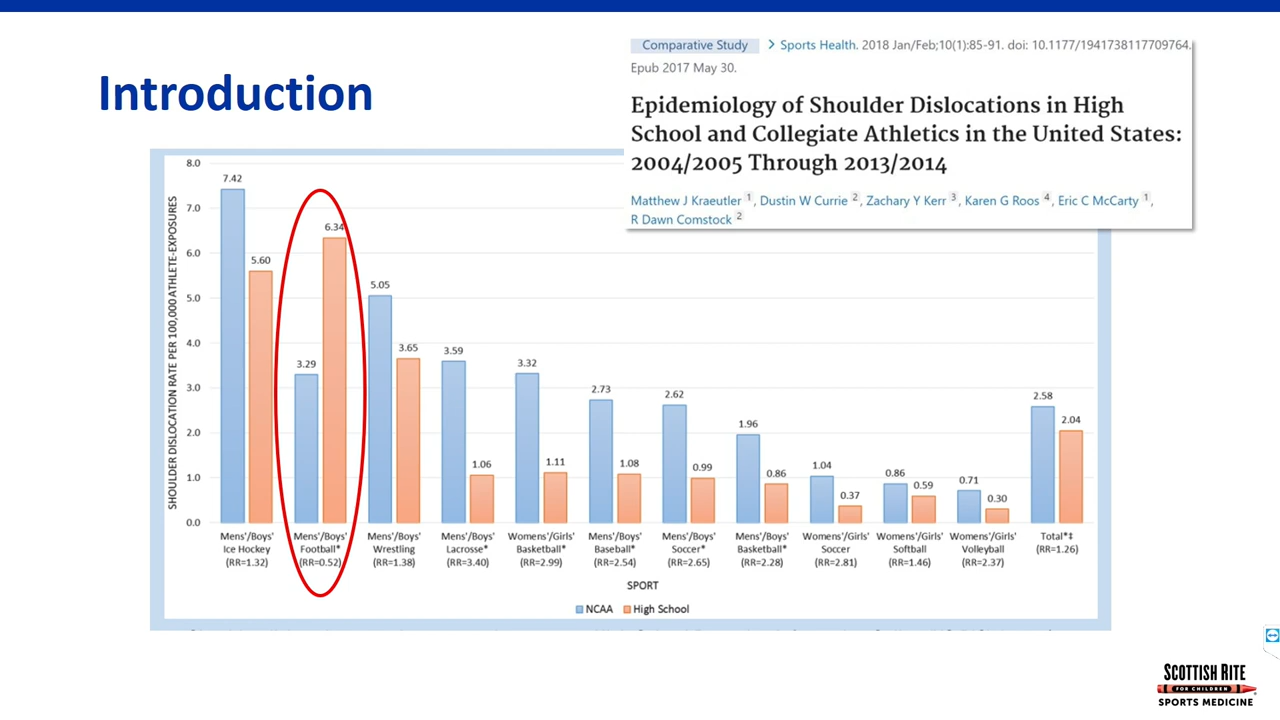 Introduction
Comparative Study > Sports Health. 2018 Jan/Feb;10(1):85-91. doi: 10.1177/1941738117709764.
Epub 2017 May 30.
Epidemiology of Shoulder Dislocations in High
School and Collegiate Athletics in the United States:
2004/2005 Through 2013/2014
Matthew J Kraeutler 1, Dustin W Currie 2, Zachary Y Kerr 3, Karen G Roos 4, Eric C McCarty 1,
R Dawn Comstock 2
SHOULDER DISLOCATION RATE PER 100,000 ATHLETE-EXPOSURES
8.0
7.0
6.0
5.0
4.0
3.0
2.0
1.0
0.0
7.42
5.60
3.29
6.34
5.05
3.65
3.59
1.06
3.32
1.11
2.73
1.08
2.62
0.99
1.96
0.86
1.04
0.37
0.86
0.59
0.71
0.30
2.58
2.04
Mens'/Boys'
Ice Hockey
(RR=1.32)
Mens'/Boys'
Football*
(RR=0.52)
Mens'/Boys'
Wrestling
(RR=1.38)
Mens'/Boys'
Lacrosse*
(RR=3.40)
Womens'/Girls'
Basketball*
(RR=2.99)
Mens'/Boys'
Baseball*
(RR=2.54)
Mens'/Boys'
Soccer*
(RR=2.65)
Mens'/Boys'
Basketball*
(RR=2.28)
Womens'/Girls'
Soccer
(RR=2.81)
Womens'/Girls'
Softball
(RR=1.46)
Womens'/Girls'
Volleyball
(RR=2.37)
Total*‡
(RR=1.26)
SPORT
NCAA High School
SCOTTISH RITE
FOR CHILDREN
SPORTS MEDICINE